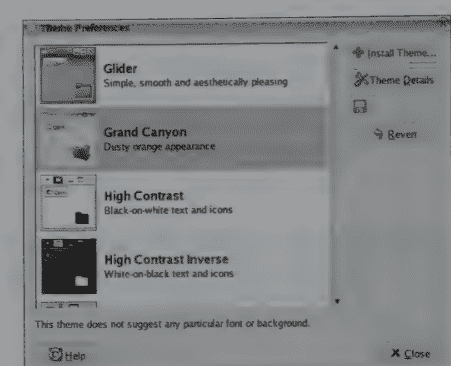 Theme Preferences
Glider
Simple, smooth and aesthetically pleasing
Grand Canyon
Dusty orange appearance
High Contrast
Black-on-white text and icons
High Contrast Inverse
White-on-black text and icons
Install Theme...
Theme Details
Revert
This theme does not suggest any particular font or background.
Help
Close